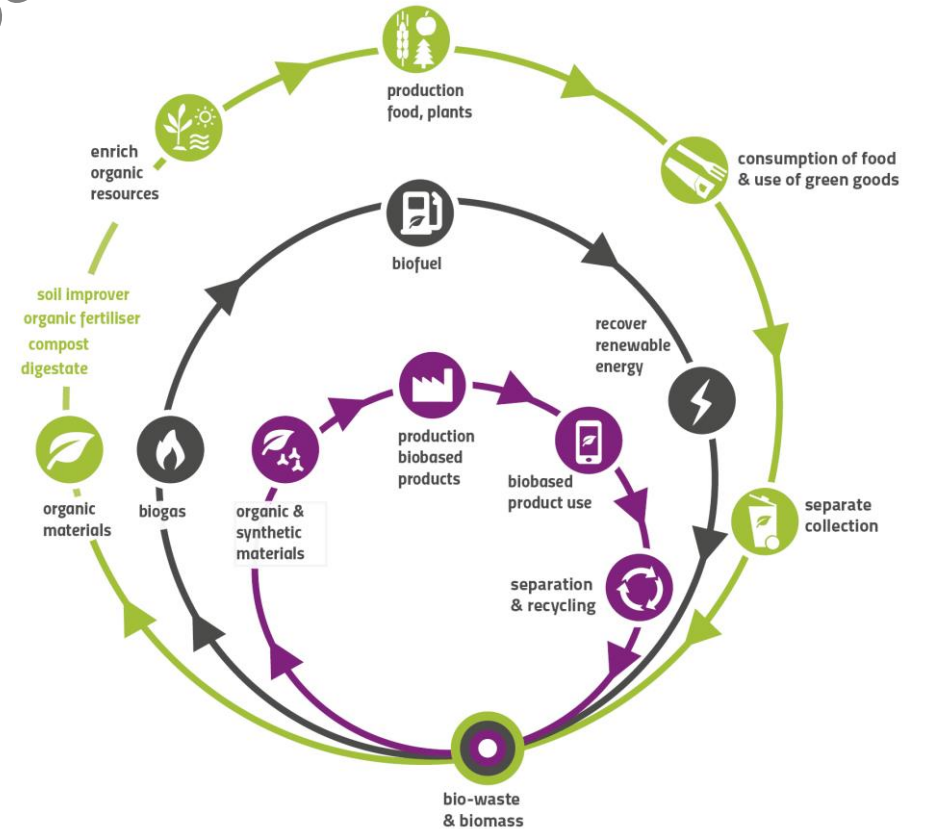 production
food, plants
enrich
organic
resources
consumption of food
& use of green goods
biofuel
soil improver
organic fertiliser
compost
digestate
recover
renewable
energy
production
biobased
products
biobased
product use
organic
materials
biogas
organic &
synthetic
materials
separate
collection
separation
& recycling
bio-waste
& biomass